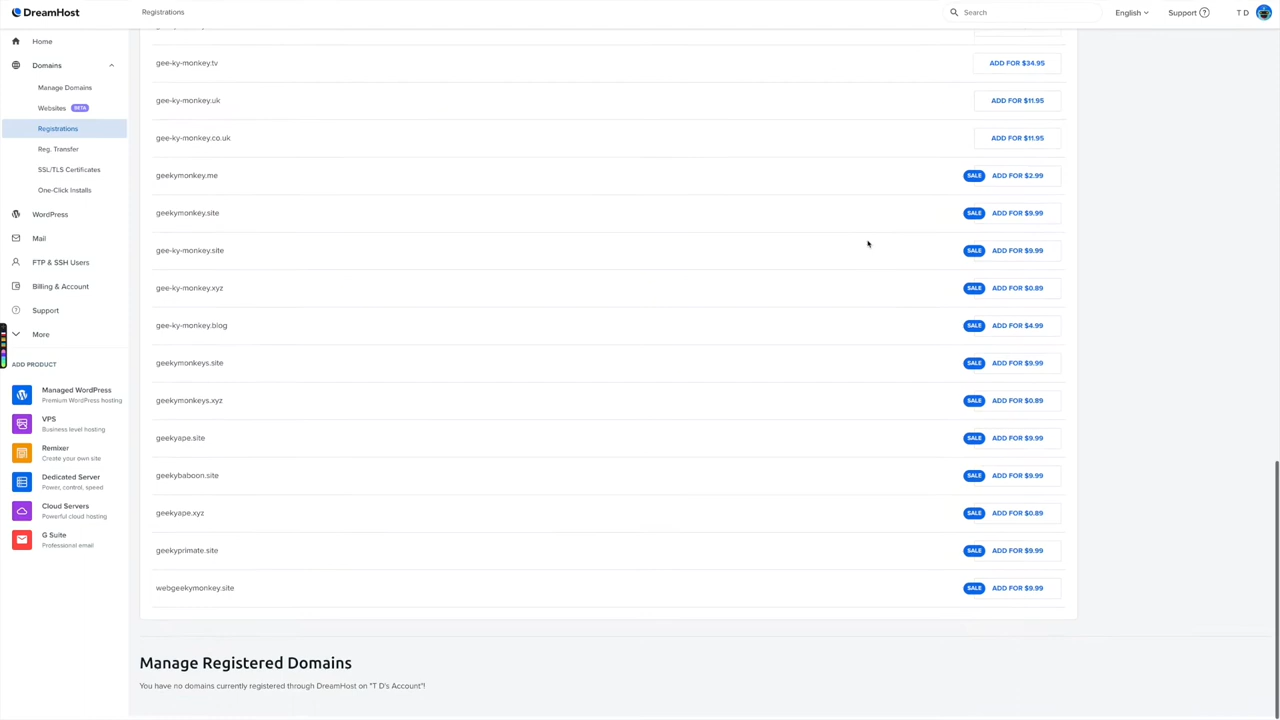 DreamHost
Registrations
Search
English
Support
T D
Home
Domains
Manage Domains
Websites BETA
Registrations
Reg. Transfer
SSL/TLS Certificates
One-Click Installs
WordPress
Mail
FTP & SSH Users
Billing & Account
Support
More
ADD PRODUCT
Managed WordPress
Premium WordPress hosting
VPS
Business level hosting
Remixer
Create your own site
Dedicated Server
Power, control, speed
Cloud Servers
Powerful cloud hosting
G Suite
Professional email
gee-ky-monkey.tv ADD FOR $34.95
gee-ky-monkey.uk ADD FOR $11.95
gee-ky-monkey.co.uk ADD FOR $11.95
geekymonkey.me SALE ADD FOR $2.99
geekymonkey.site SALE ADD FOR $9.99
gee-ky-monkey.site SALE ADD FOR $9.99
gee-ky-monkey.xyz SALE ADD FOR $0.89
gee-ky-monkey.blog SALE ADD FOR $4.99
geekymonkeys.site SALE ADD FOR $9.99
geekymonkeys.xyz SALE ADD FOR $0.89
geekyape.site SALE ADD FOR $9.99
geekybaboon.site SALE ADD FOR $9.99
geekyape.xyz SALE ADD FOR $0.89
geekyprimate.site SALE ADD FOR $9.99
webgeekymonkey.site SALE ADD FOR $9.99
Manage Registered Domains
You have no domains currently registered through DreamHost on "T D's Account"!